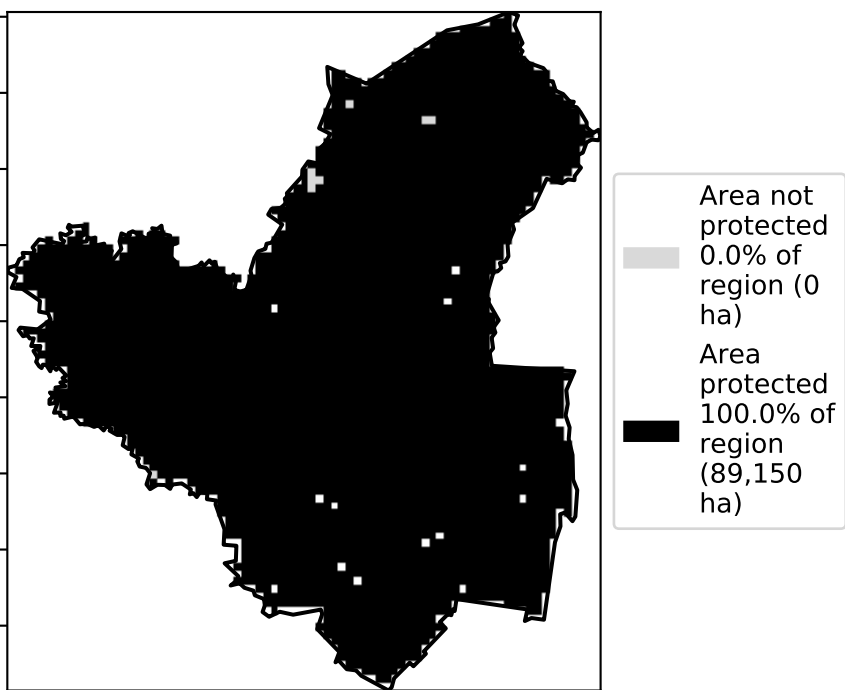 Area not
protected
0.0% of
region (0
ha)
Area
protected
100.0% of
region
(89,150
ha)